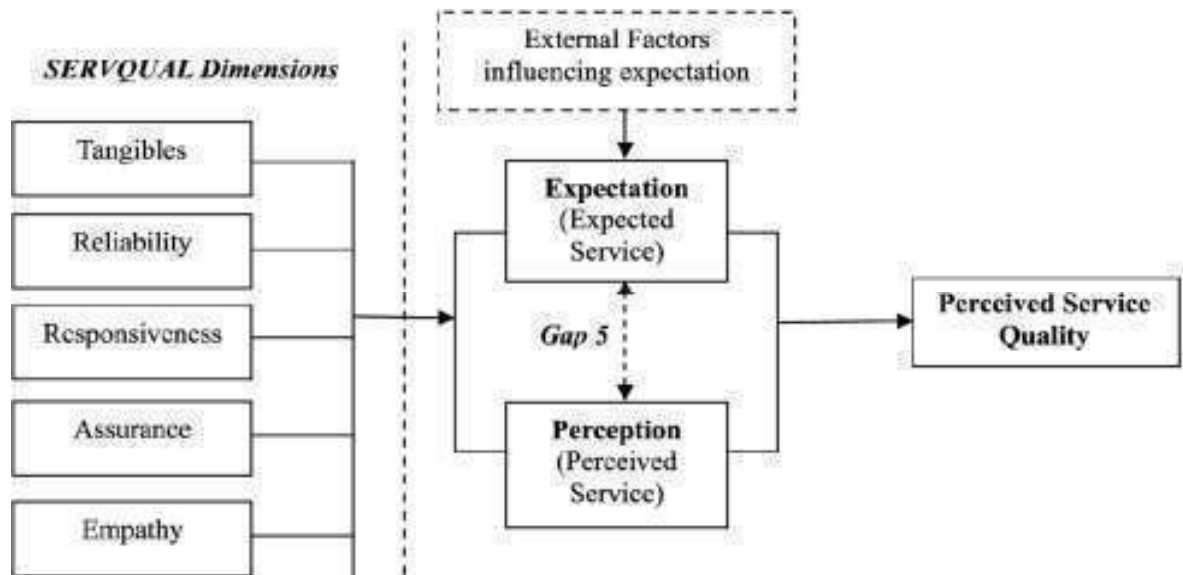 SERVQUAL Dimensions
Tangibles
Reliability
Responsiveness
Assurance
Empathy
External Factors
influencing expectation
Expectation
(Expected
Service)
Gap 5
Perception
(Perceived
Service)
Perceived Service
Quality